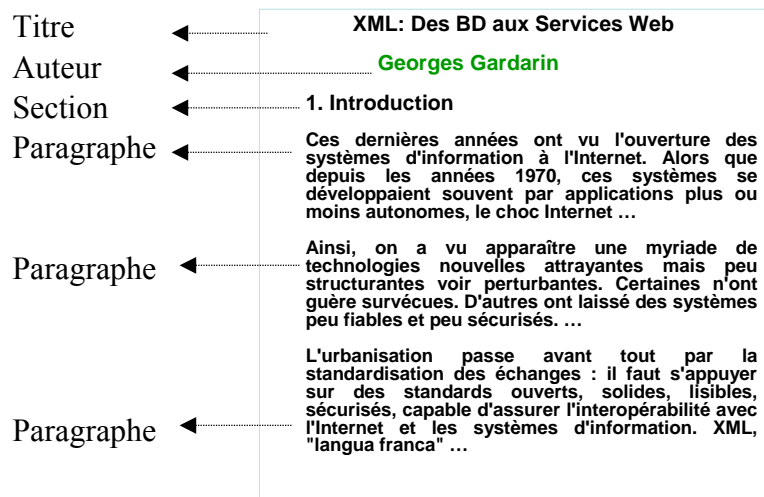 Titre
XML: Des BD aux Services Web
Auteur
Georges Gardarin
Section
1. Introduction
Paragraphe
Ces dernières années ont vu l'ouverture des
systèmes d'information à l'Internet. Alors que
depuis les années 1970, ces systèmes se
développaient souvent par applications plus ou
moins autonomes, le choc Internet …
Paragraphe
Ainsi, on a vu apparaître une myriade de
technologies nouvelles attrayantes mais peu
structurantes voir perturbantes. Certaines n'ont
guère survécues. D'autres ont laissé des systèmes
peu fiables et peu sécurisés. …
Paragraphe
L'urbanisation passe avant tout par la
standardisation des échanges : il faut s'appuyer
sur des standards ouverts, solides, lisibles,
sécurisés, capable d'assurer l'interopérabilité avec
l'Internet et les systèmes d'information. XML,
"langua franca" …